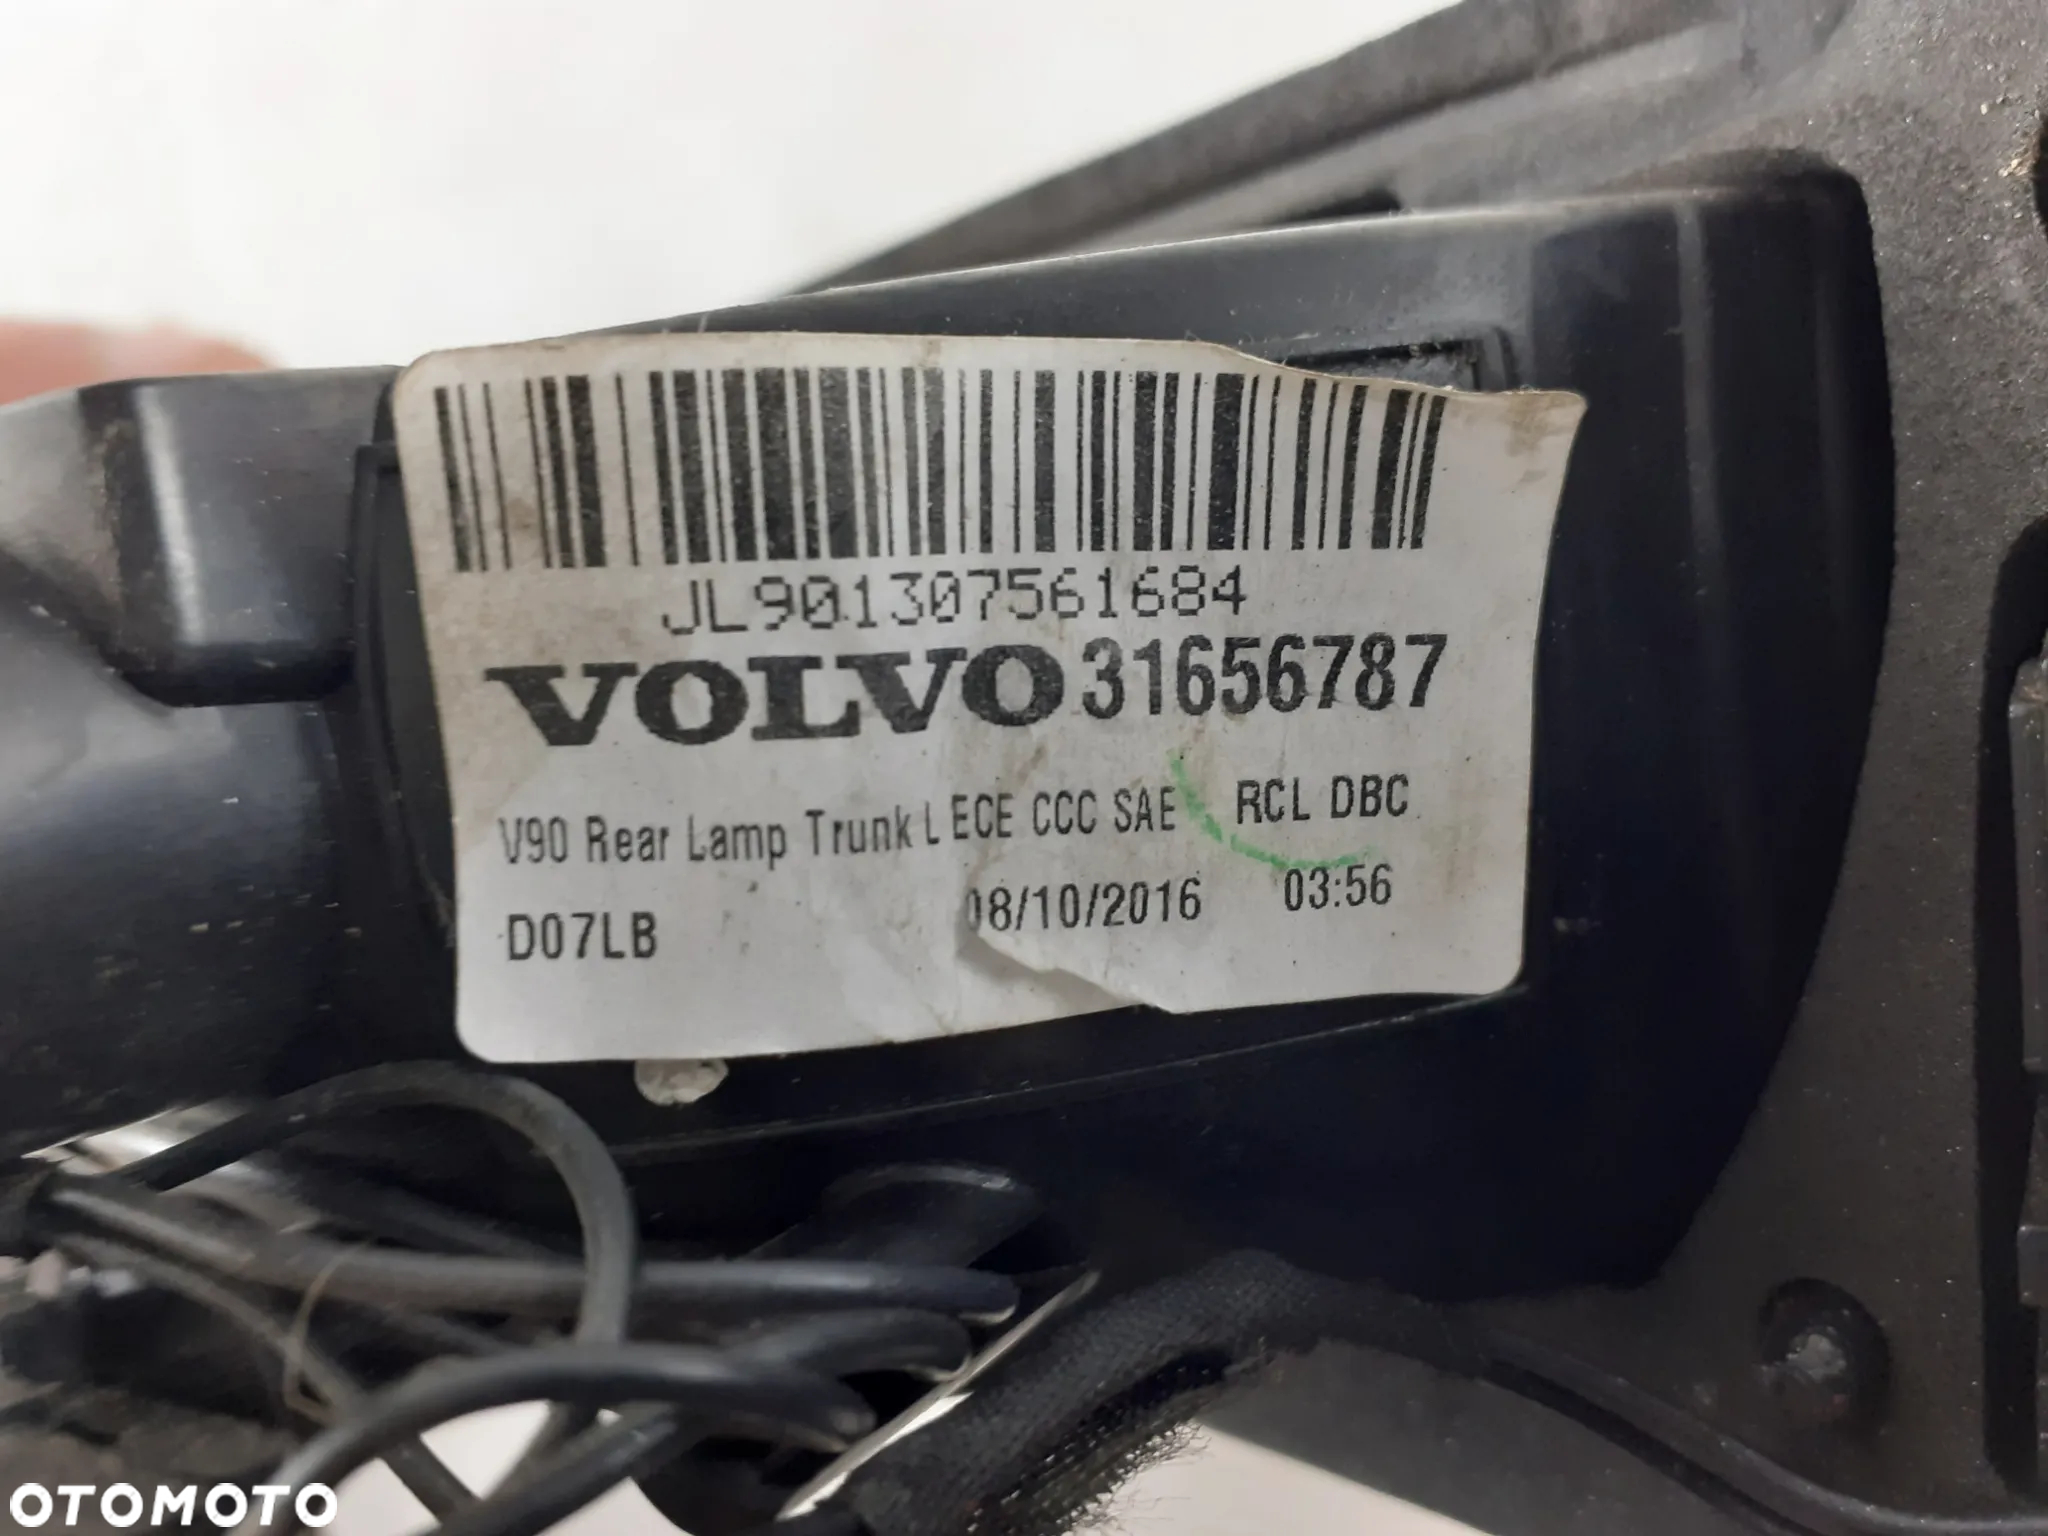 JL901307561684
VOLVO 31656787
V90 Rear Lamp Trunk L ECE CCC SAE RCL DBC
D07LB 08/10/2016 03:56
OTOMOTO